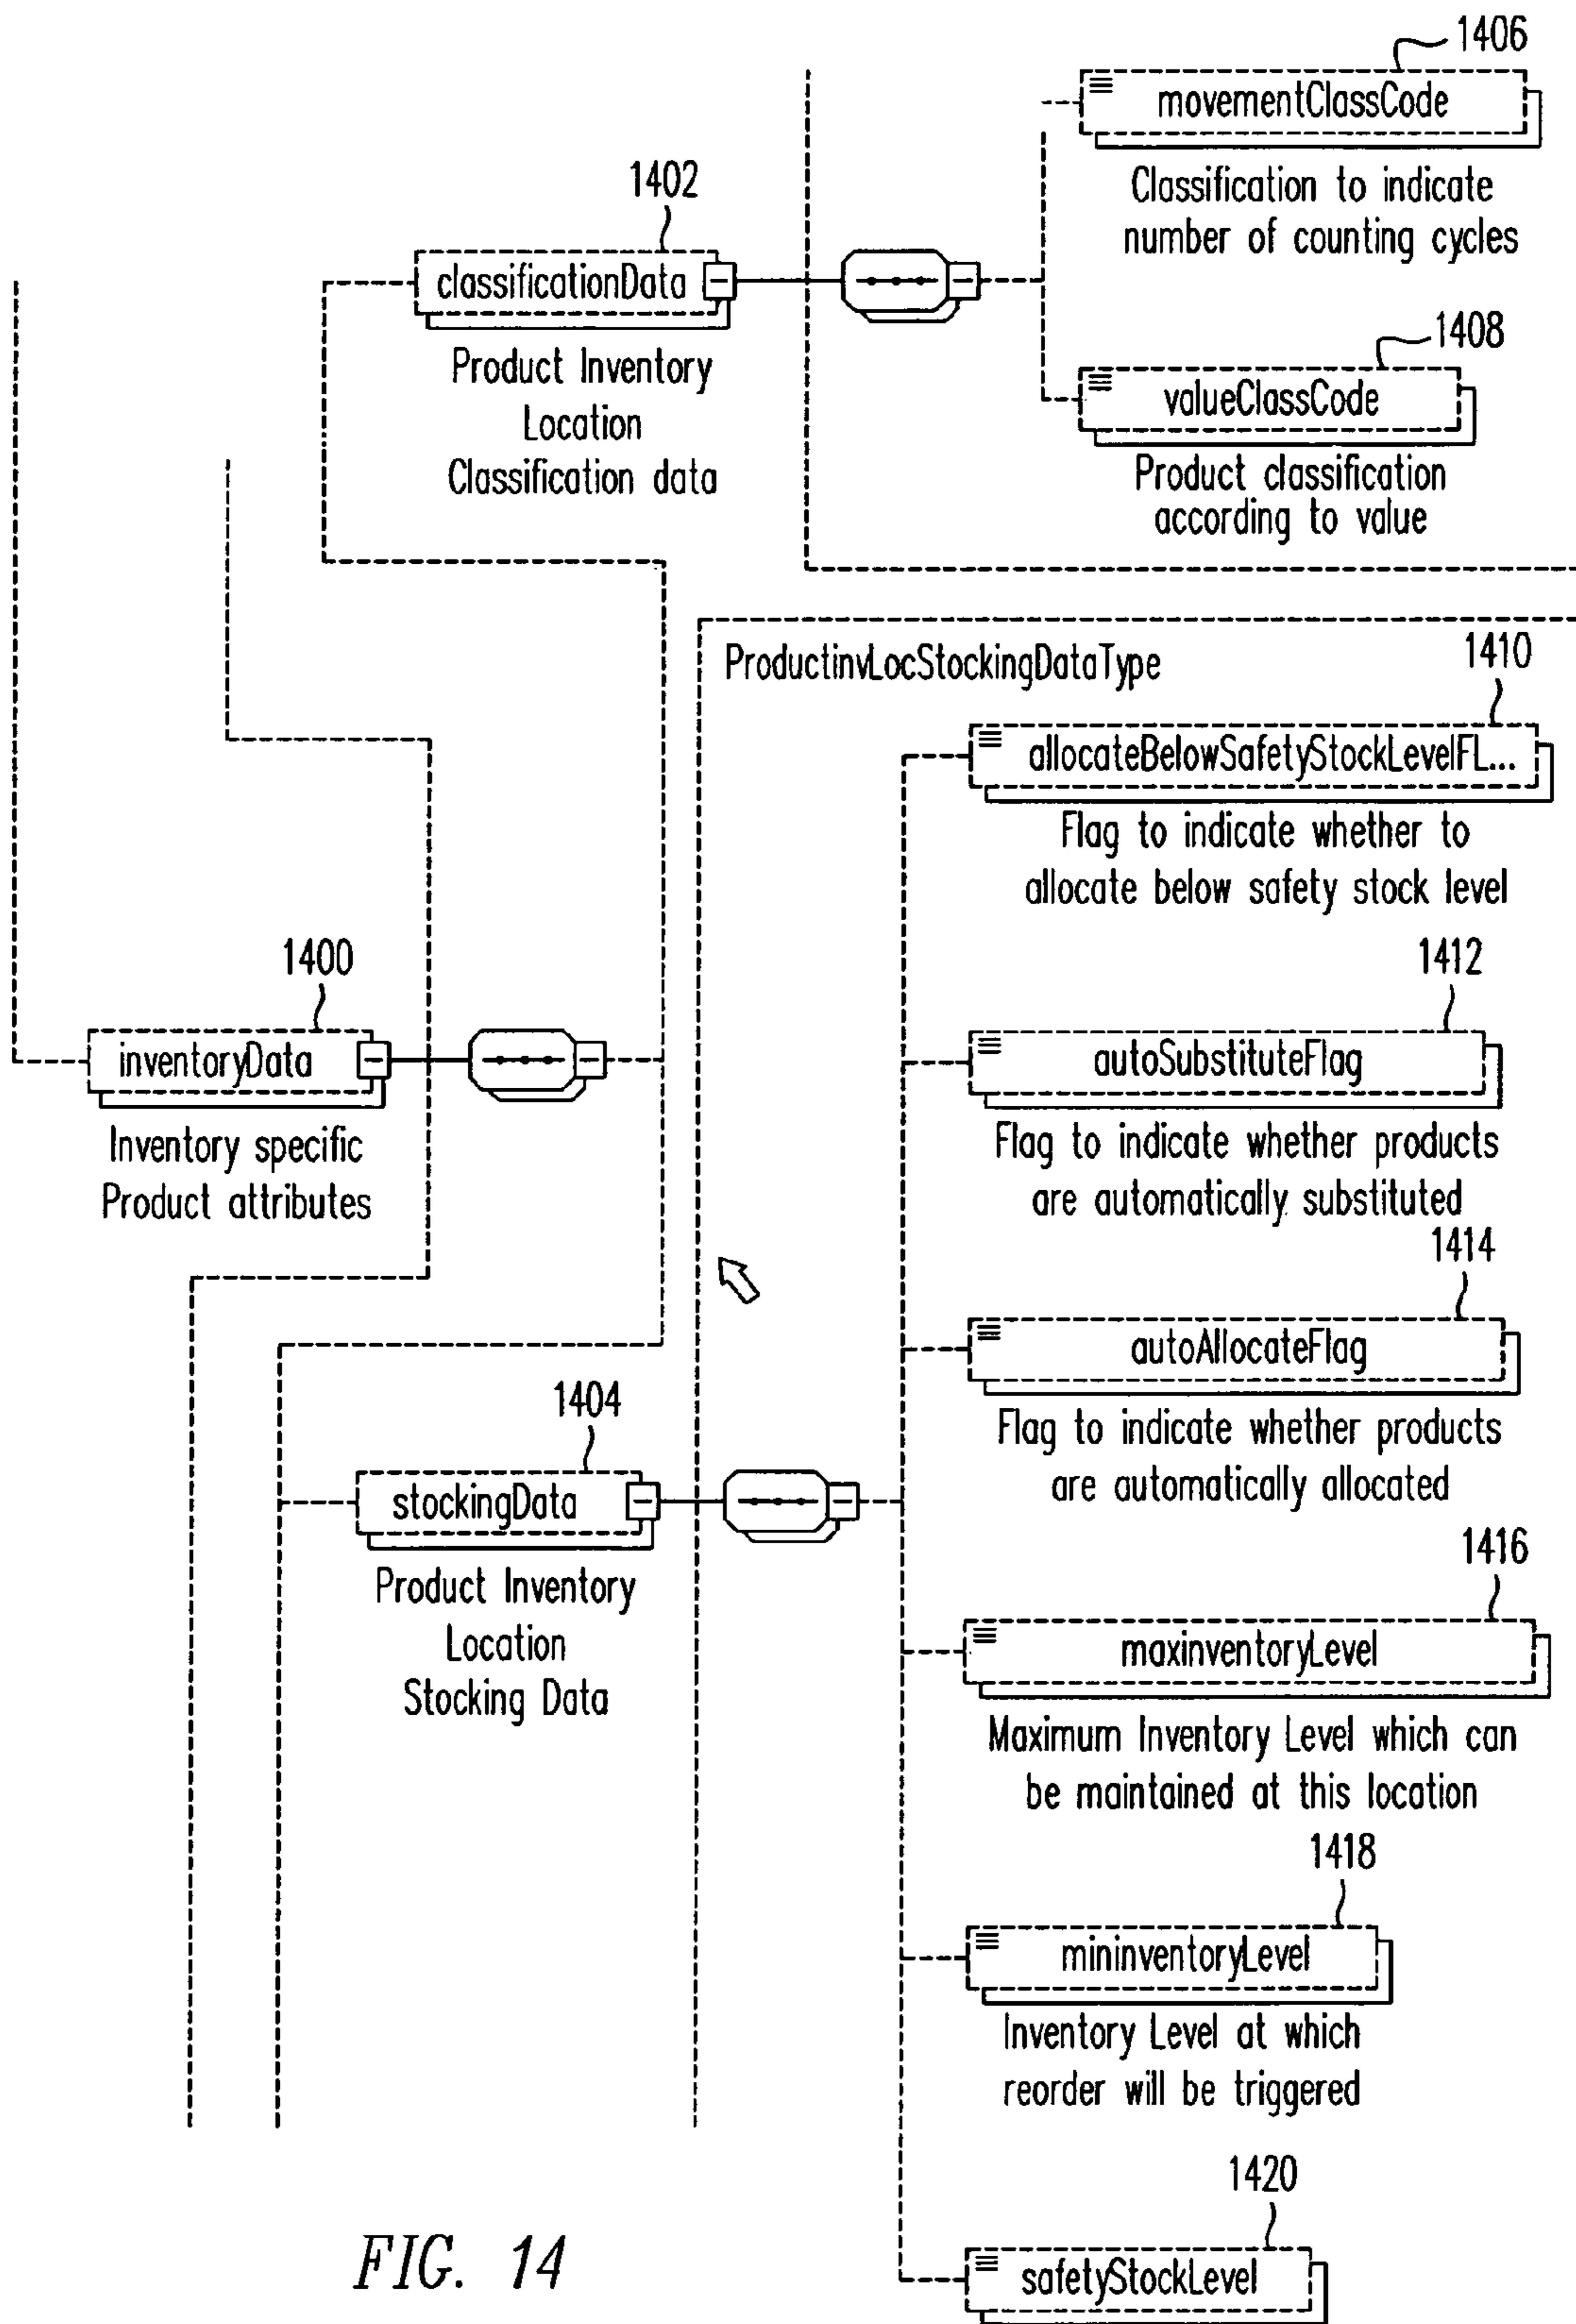 1406
movementClassCode
Classification to indicate
number of counting cycles
1402
classificationData
Product Inventory
Location
Classification data
1408
valueClassCode
Product classification
according to value
ProductinvLocStockingDataType
1410
allocateBelowSafetyStockLevelFL...
Flag to indicate whether to
allocate below safety stock level
1400
inventoryData
Inventory specific
Product attributes
1412
autoSubstituteFlag
Flag to indicate whether products
are automatically substituted
1414
autoAllocateFlag
Flag to indicate whether products
are automatically allocated
1404
stockingData
Product Inventory
Location
Stocking Data
1416
maxinventoryLevel
Maximum Inventory Level which can
be maintained at this location
1418
mininventoryLevel
Inventory Level at which
reorder will be triggered
1420
safetyStockLevel
FIG. 14